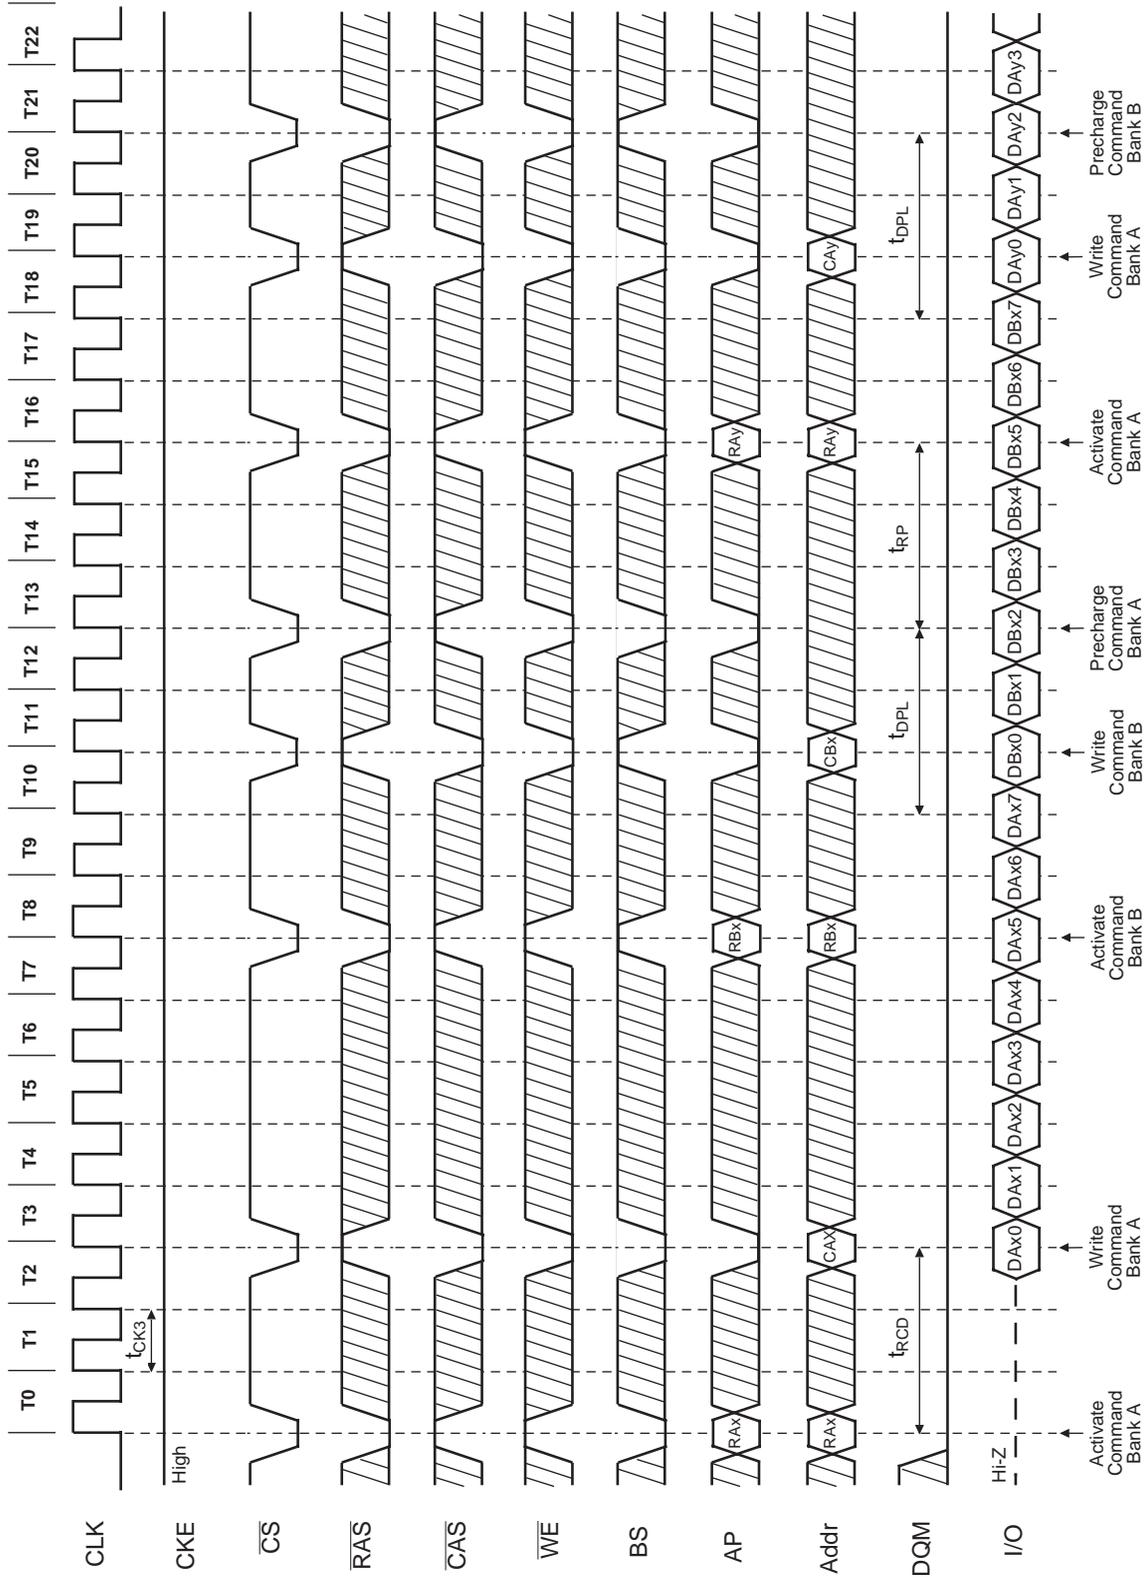 T0 T1 T2 T3 T4 T5 T6 T7 T8 T9 T10 T11 T12 T13 T14 T15 T16 T17 T18 T19 T20 T21 T22
CLK
tCK3
CKE
High
CS
RAS
CAS
WE
BS
AP
RAx RBx RAy
Addr
RAx CAX RBx CBx RAy CAy
DQM
tRCD tDPL tRP tDPL
I/O
Hi-Z
DAx0 DAx1 DAx2 DAx3 DAx4 DAx5 DAx6 DAx7 DBx0 DBx1 DBx2 DBx3 DBx4 DBx5 DBx6 DBx7 DAy0 DAy1 DAy2 DAy3
Activate
Command
Bank A
Write
Command
Bank A
Activate
Command
Bank B
Write
Command
Bank B
Precharge
Command
Bank A
Activate
Command
Bank A
Write
Command
Bank A
Precharge
Command
Bank B